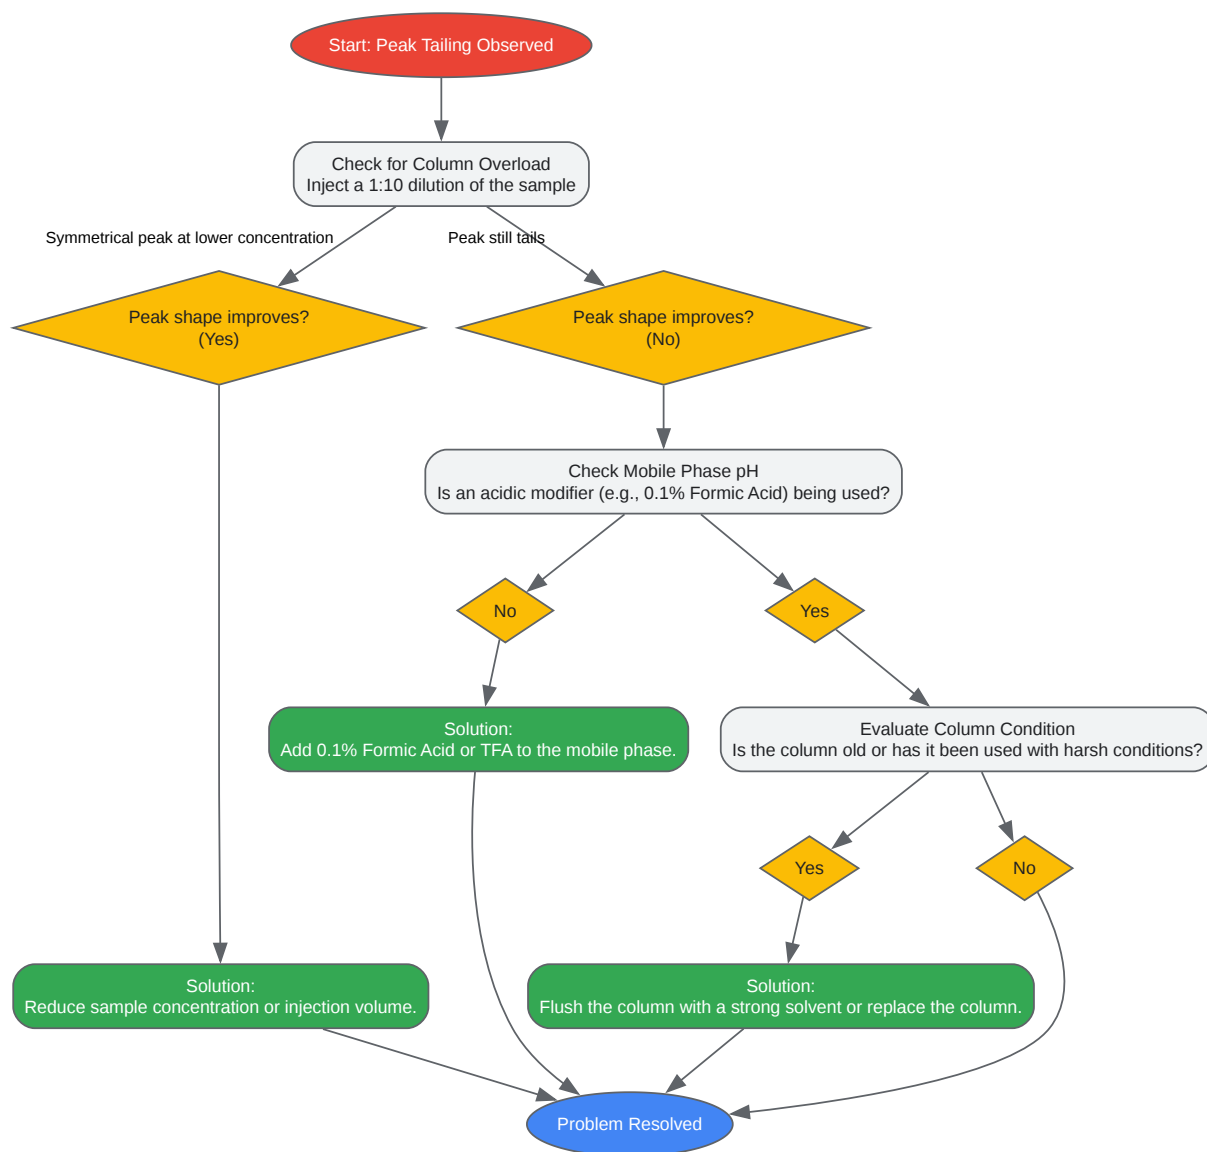 Start: Peak Tailing Observed
Check for Column Overload
Inject a 1:10 dilution of the sample
Symmetrical peak at lower concentration
Peak still tails
Peak shape improves?
(Yes)
Peak shape improves?
(No)
Check Mobile Phase pH
Is an acidic modifier (e.g., 0.1% Formic Acid) being used?
No
Yes
Solution:
Add 0.1% Formic Acid or TFA to the mobile phase.
Evaluate Column Condition
Is the column old or has it been used with harsh conditions?
Yes
No
Solution:
Reduce sample concentration or injection volume.
Solution:
Flush the column with a strong solvent or replace the column.
Problem Resolved